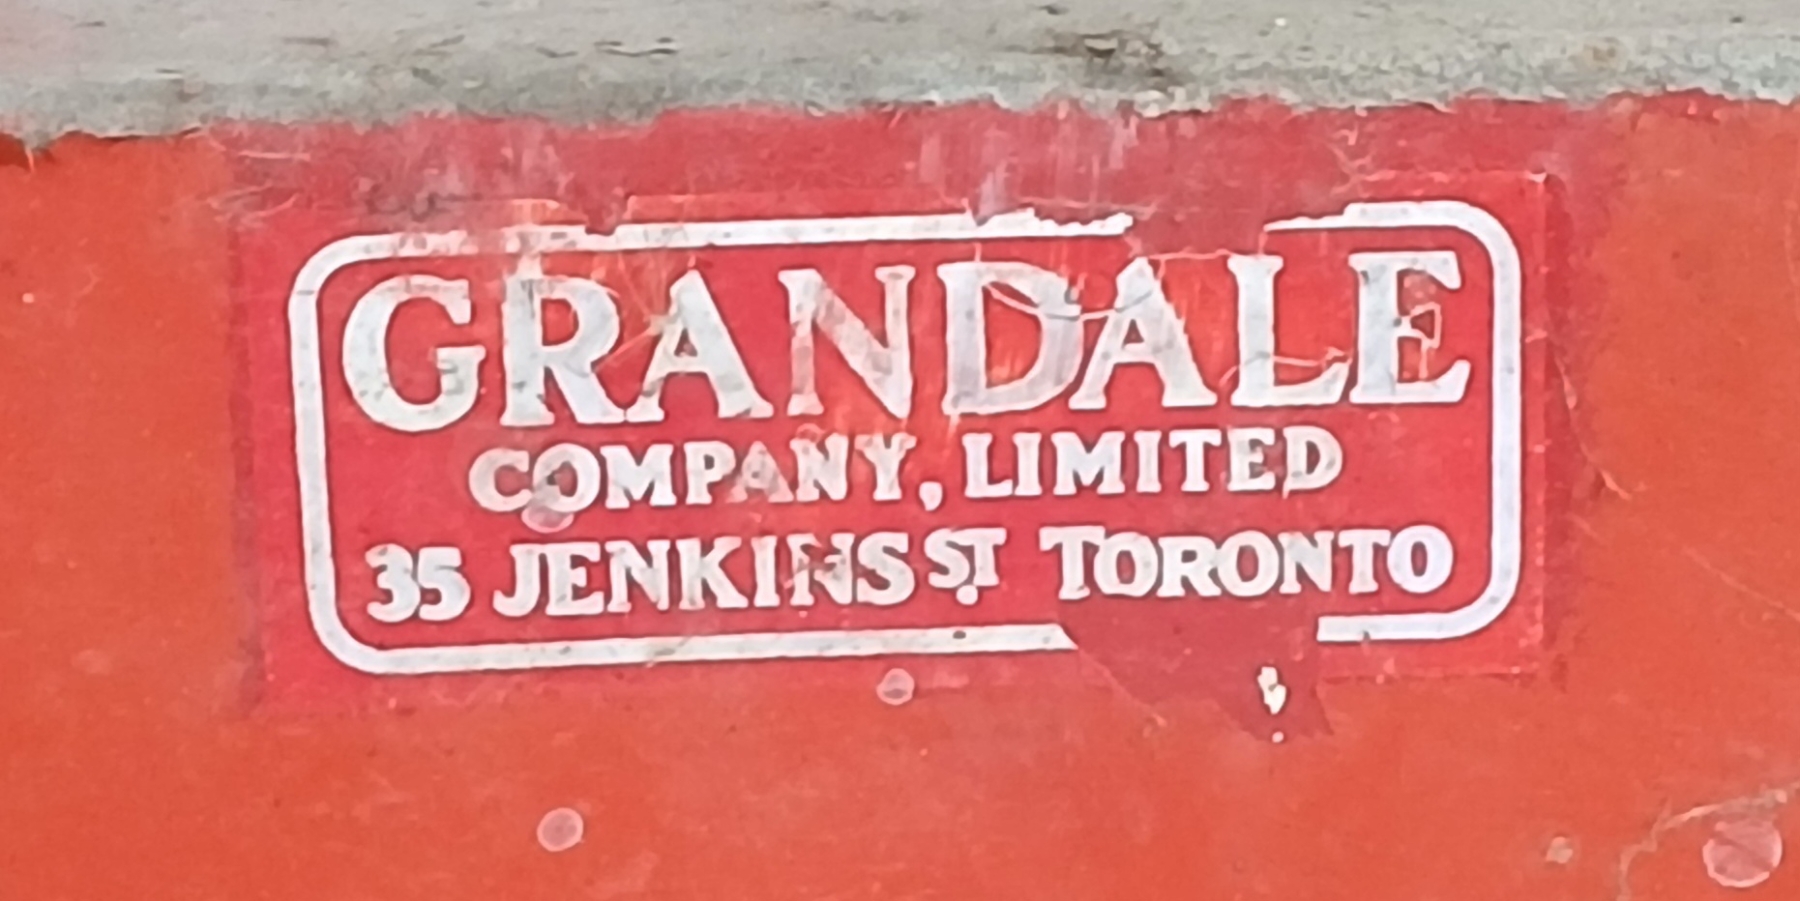 GRANDALE
COMPANY, LIMITED
35 JENKINS ST. TORONTO